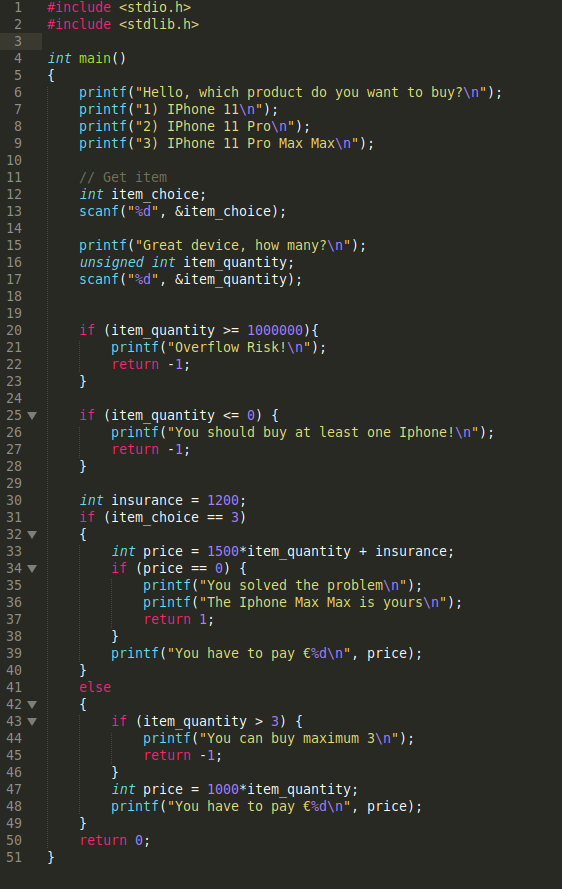 1 #include <stdio.h>
2 #include <stdlib.h>
3
4 int main()
5 {
6     printf("Hello, which product do you want to buy?\n");
7     printf("1) IPhone 11\n");
8     printf("2) IPhone 11 Pro\n");
9     printf("3) IPhone 11 Pro Max Max\n");
10
11     // Get item
12     int item_choice;
13     scanf("%d", &item_choice);
14
15     printf("Great device, how many?\n");
16     unsigned int item_quantity;
17     scanf("%d", &item_quantity);
18
19
20     if (item_quantity >= 1000000){
21         printf("Overflow Risk!\n");
22         return -1;
23     }
24
25     if (item_quantity <= 0) {
26         printf("You should buy at least one Iphone!\n");
27         return -1;
28     }
29
30     int insurance = 1200;
31     if (item_choice == 3)
32     {
33         int price = 1500*item_quantity + insurance;
34         if (price == 0) {
35             printf("You solved the problem\n");
36             printf("The Iphone Max Max is yours\n");
37             return 1;
38         }
39         printf("You have to pay €%d\n", price);
40     }
41     else
42     {
43         if (item_quantity > 3) {
44             printf("You can buy maximum 3\n");
45             return -1;
46         }
47         int price = 1000*item_quantity;
48         printf("You have to pay €%d\n", price);
49     }
50     return 0;
51 }